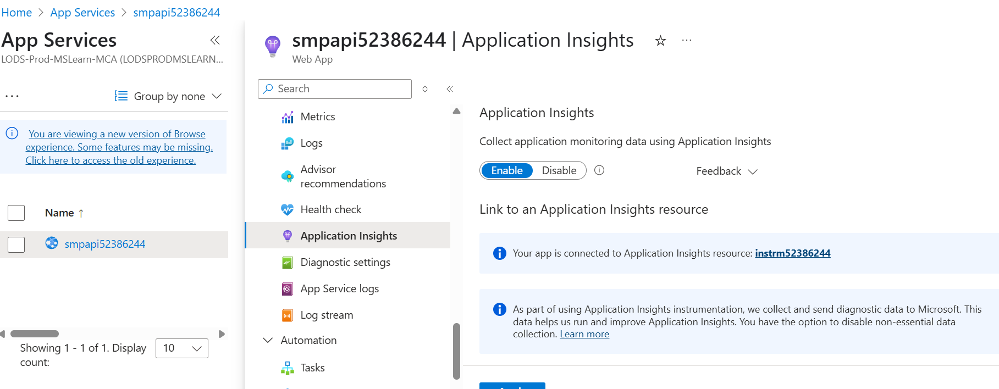 Home > App Services > smpapi52386244
App Services
LODS-Prod-MSLearn-MCA (LODSPRODMSLEARN...
...
Group by none
You are viewing a new version of Browse
experience. Some features may be missing.
Click here to access the old experience.
Name ↑
smpapi52386244
Showing 1 - 1 of 1. Display
count:
10
smpapi52386244 | Application Insights
...
Web App
Search
Metrics
Logs
Advisor
recommendations
Health check
Application Insights
Diagnostic settings
App Service logs
Log stream
Automation
Tasks
Application Insights
Collect application monitoring data using Application Insights
Enable Disable
Feedback
Link to an Application Insights resource
Your app is connected to Application Insights resource: instrm52386244
As part of using Application Insights instrumentation, we collect and send diagnostic data to Microsoft. This
data helps us run and improve Application Insights. You have the option to disable non-essential data
collection. Learn more